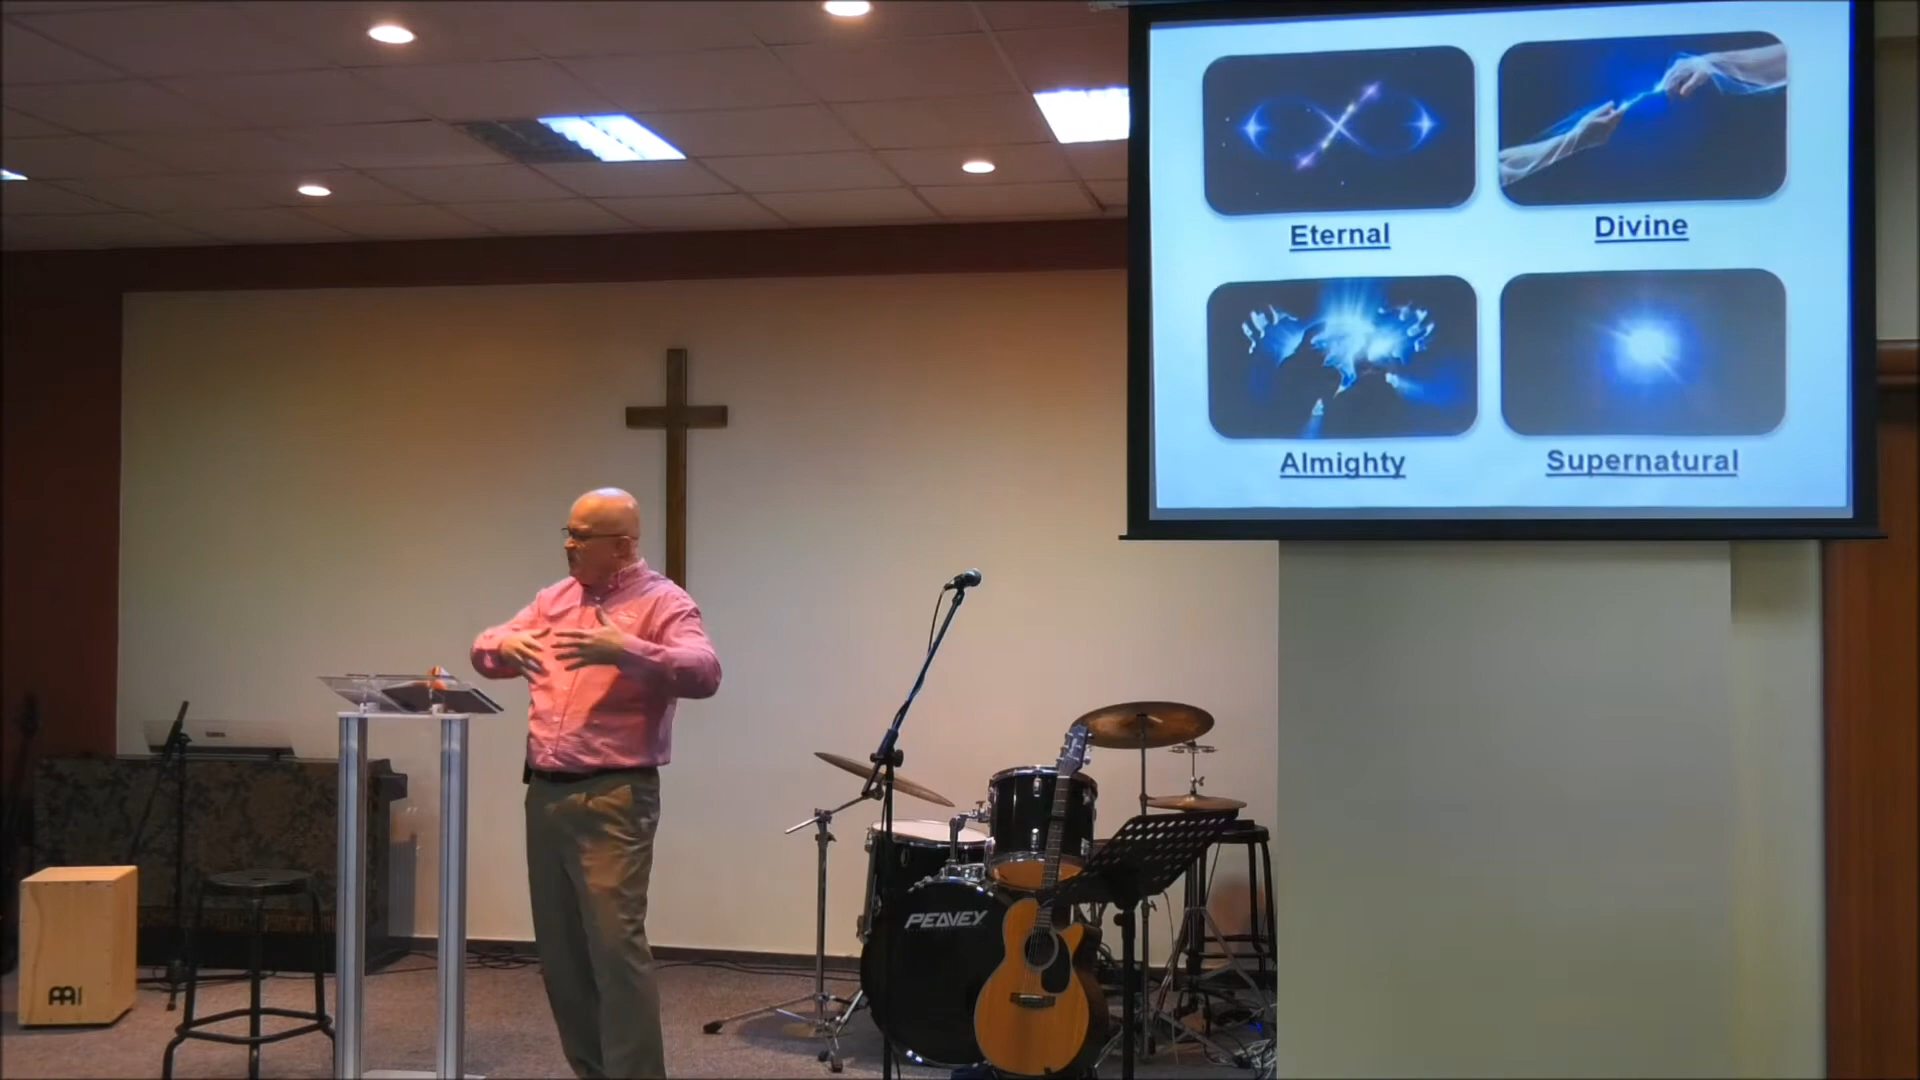 Eternal
Divine
Almighty
Supernatural
PEAVEY